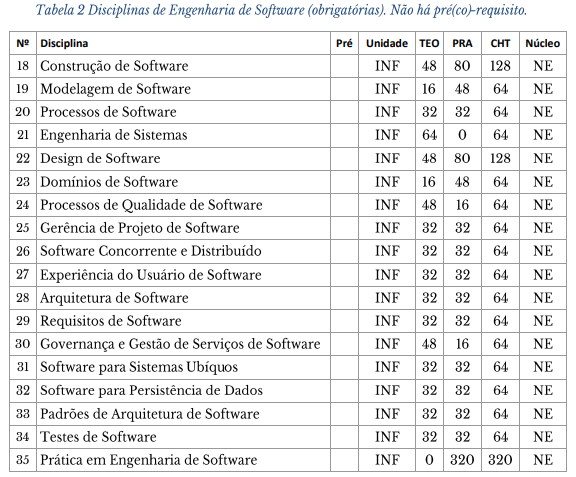 Tabela 2 Disciplinas de Engenharia de Software (obrigatórias). Não há pré(co)-requisito.
Nº Disciplina Pré Unidade TEO PRA CHT Núcleo
18 Construção de Software INF 48 80 128 NE
19 Modelagem de Software INF 16 48 64 NE
20 Processos de Software INF 32 32 64 NE
21 Engenharia de Sistemas INF 64 0 64 NE
22 Design de Software INF 48 80 128 NE
23 Domínios de Software INF 16 48 64 NE
24 Processos de Qualidade de Software INF 48 16 64 NE
25 Gerência de Projeto de Software INF 32 32 64 NE
26 Software Concorrente e Distribuído INF 32 32 64 NE
27 Experiência do Usuário de Software INF 32 32 64 NE
28 Arquitetura de Software INF 32 32 64 NE
29 Requisitos de Software INF 32 32 64 NE
30 Governança e Gestão de Serviços de Software INF 48 16 64 NE
31 Software para Sistemas Ubíquos INF 32 32 64 NE
32 Software para Persistência de Dados INF 32 32 64 NE
33 Padrões de Arquitetura de Software INF 32 32 64 NE
34 Testes de Software INF 32 32 64 NE
35 Prática em Engenharia de Software INF 0 320 320 NE